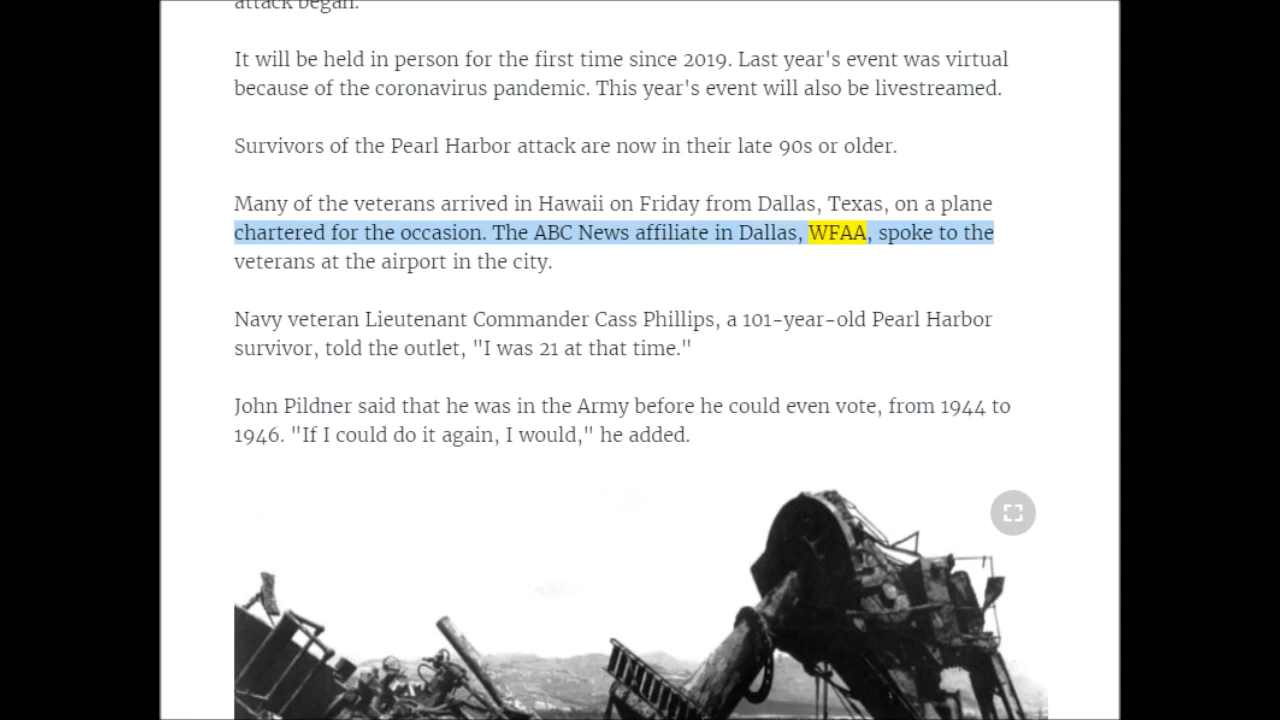 attack began.
It will be held in person for the first time since 2019. Last year's event was virtual
because of the coronavirus pandemic. This year's event will also be livestreamed.
Survivors of the Pearl Harbor attack are now in their late 90s or older.
Many of the veterans arrived in Hawaii on Friday from Dallas, Texas, on a plane
chartered for the occasion. The ABC News affiliate in Dallas, WFAA, spoke to the
veterans at the airport in the city.
Navy veteran Lieutenant Commander Cass Phillips, a 101-year-old Pearl Harbor
survivor, told the outlet, "I was 21 at that time."
John Pildner said that he was in the Army before he could even vote, from 1944 to
1946. "If I could do it again, I would," he added.